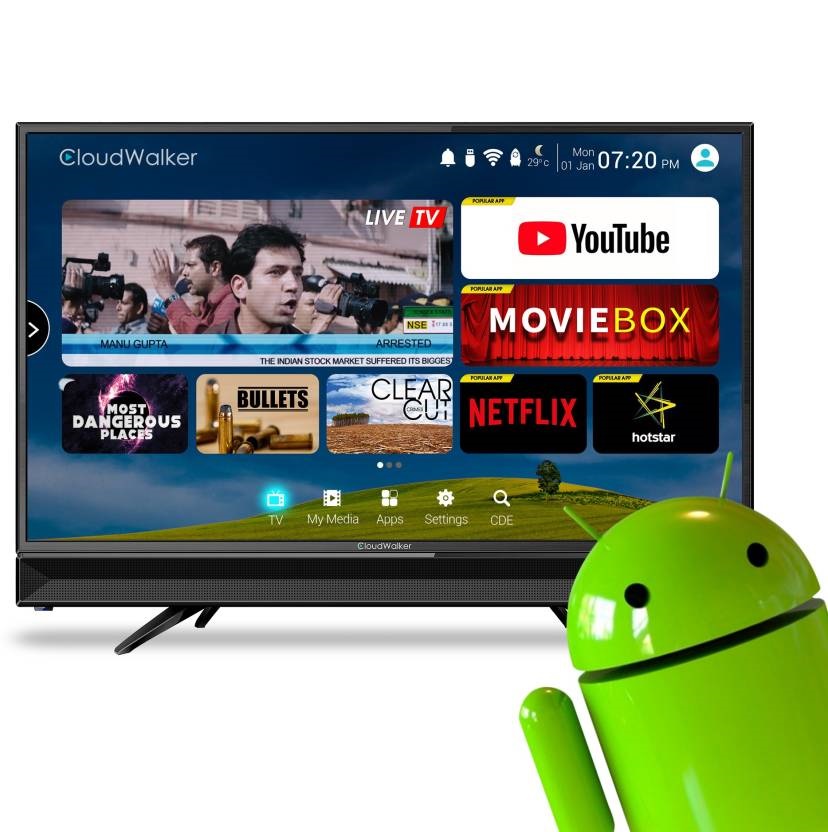 CloudWalker
29°C
Mon
01 Jan
07:20 PM
LIVE TV
NSE
MANU GUPTA
ARRESTED
THE INDIAN STOCK MARKET SUFFERED ITS BIGGES
POPULAR APP
YouTube
POPULAR APP
MOVIEBOX
MOST
DANGEROUS
PLACES
BULLETS
CLEAR
CRIMES
CUT
POPULAR APP
NETFLIX
POPULAR APP
hotstar
TV
My Media
Apps
Settings
CDE
CloudWalker